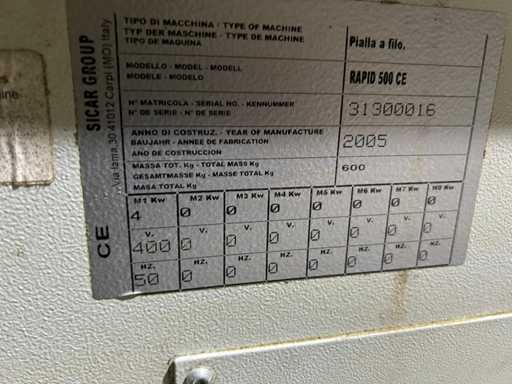 TIPO DI MACCHINA / TYPE OF MACHINE
TYP DER MASCHINE - TYPE DE MACHINE
TIPO DE MAQUINA
Pialla a filo.
MODELLO - MODEL - MODELL
MODELE - MODELO
RAPID 500 CE
N° MATRICOLA - SERIAL NO. - KENNUMMER
N° DE SERIE - N° DE SERIE
31300016
ANNO DI COSTRUZ. - YEAR OF MANUFACTURE
BAUJAHR - ANNEE DE FABRICATION
ANO DE CONSTRUCCION
2005
MASSA TOT. Kg - TOTAL MASS Kg
GESAMTMASSE Kg - MASSE TOTAL Kg
MASA TOTAL Kg
600
M1 Kw M2 Kw M3 Kw M4 Kw M5 Kw M6 Kw M7 Kw M8 Kw
4 0 0 0 0 0 0 0
V. V. V. V. V. V. V. V.
400 0 0 0 0 0 0 0
HZ. HZ. HZ. HZ. HZ. HZ. HZ. HZ.
50 0 0 0 0 0 0 0
SICAR GROUP
Via lama,30 41012 Carpi (MO) Italy
CE